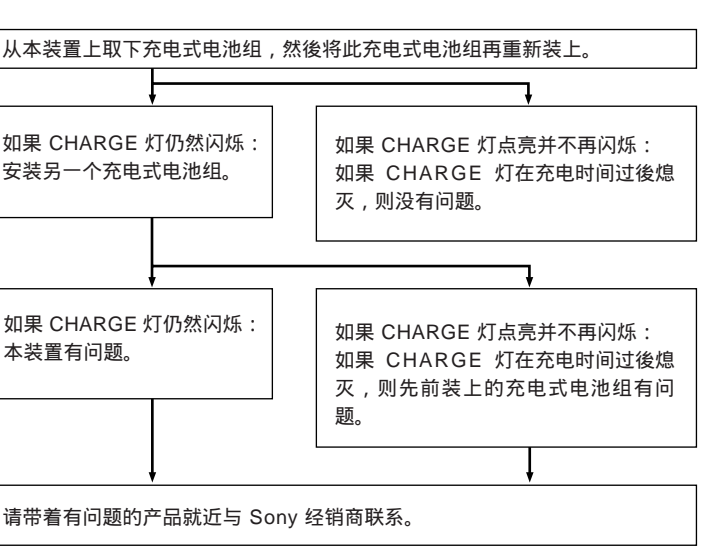 从本装置上取下充电式电池组，然後将此充电式电池组再重新装上。
如果 CHARGE 灯仍然闪烁：
安装另一个充电式电池组。
如果 CHARGE 灯点亮并不再闪烁：
如果 CHARGE 灯在充电时间过後熄
灭，则没有问题。
如果 CHARGE 灯仍然闪烁：
本装置有问题。
如果 CHARGE 灯点亮并不再闪烁：
如果 CHARGE 灯在充电时间过後熄
灭，则先前装上的充电式电池组有问
题。
请带着有问题的产品就近与 Sony 经销商联系。